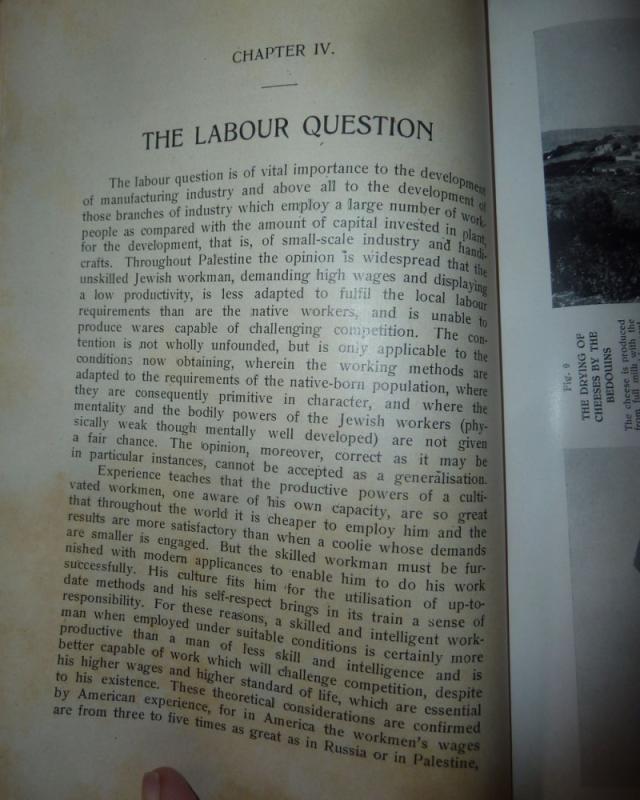 CHAPTER IV.
THE LABOUR QUESTION
The labour question is of vital importance to the development
of manufacturing industry and above all to the development of
those branches of industry which employ a large number of work-
people as compared with the amount of capital invested in plant,
for the development, that is, of small-scale industry and handi-
crafts. Throughout Palestine the opinion is widespread that the
unskilled Jewish workman, demanding high wages and displaying
a low productivity, is less adapted to fulfil the local labour
requirements than are the native workers, and is unable to
produce wares capable of challenging competition. The con-
tention is not wholly unfounded, but is only applicable to the
conditions now obtaining, wherein the working methods are
adapted to the requirements of the native-born population, where
they are consequently primitive in character, and where the
mentality and the bodily powers of the Jewish workers (phy-
sically weak though mentally well developed) are not given
a fair chance. The opinion, moreover, correct as it may be
in particular instances, cannot be accepted as a generalisation.
Experience teaches that the productive powers of a culti-
vated workmen, one aware of his own capacity, are so great
that throughout the world it is cheaper to employ him and the
results are more satisfactory than when a coolie whose demands
are smaller is engaged. But the skilled workman must be fur-
nished with modern applicances to enable him to do his work
successfully. His culture fits him for the utilisation of up-to-
date methods and his self-respect brings in its train a sense of
responsibility. For these reasons, a skilled and intelligent work-
man when employed under suitable conditions is certainly more
productive than a man of less skill and intelligence and is
better capable of work which will challenge competition, despite
his higher wages and higher standard of life, which are essential
to his existence. These theoretical considerations are confirmed
by American experience, for in America the workmen's wages
are from three to five times as great as in Russia or in Palestine,
Fig. 9
THE DRYING OF
CHEESES BY THE
BEDOUINS
The cheese is produced
from full milk with the